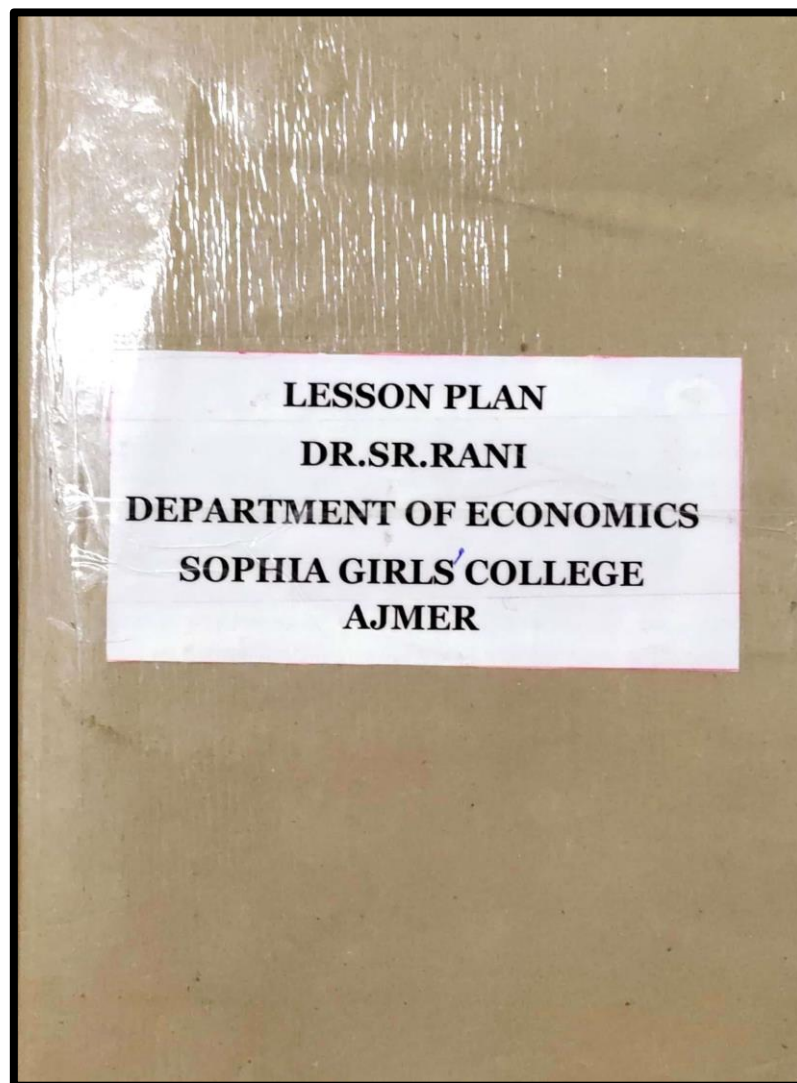 LESSON PLAN
DR.SR.RANI
DEPARTMENT OF ECONOMICS
SOPHIA GIRLS' COLLEGE
AJMER